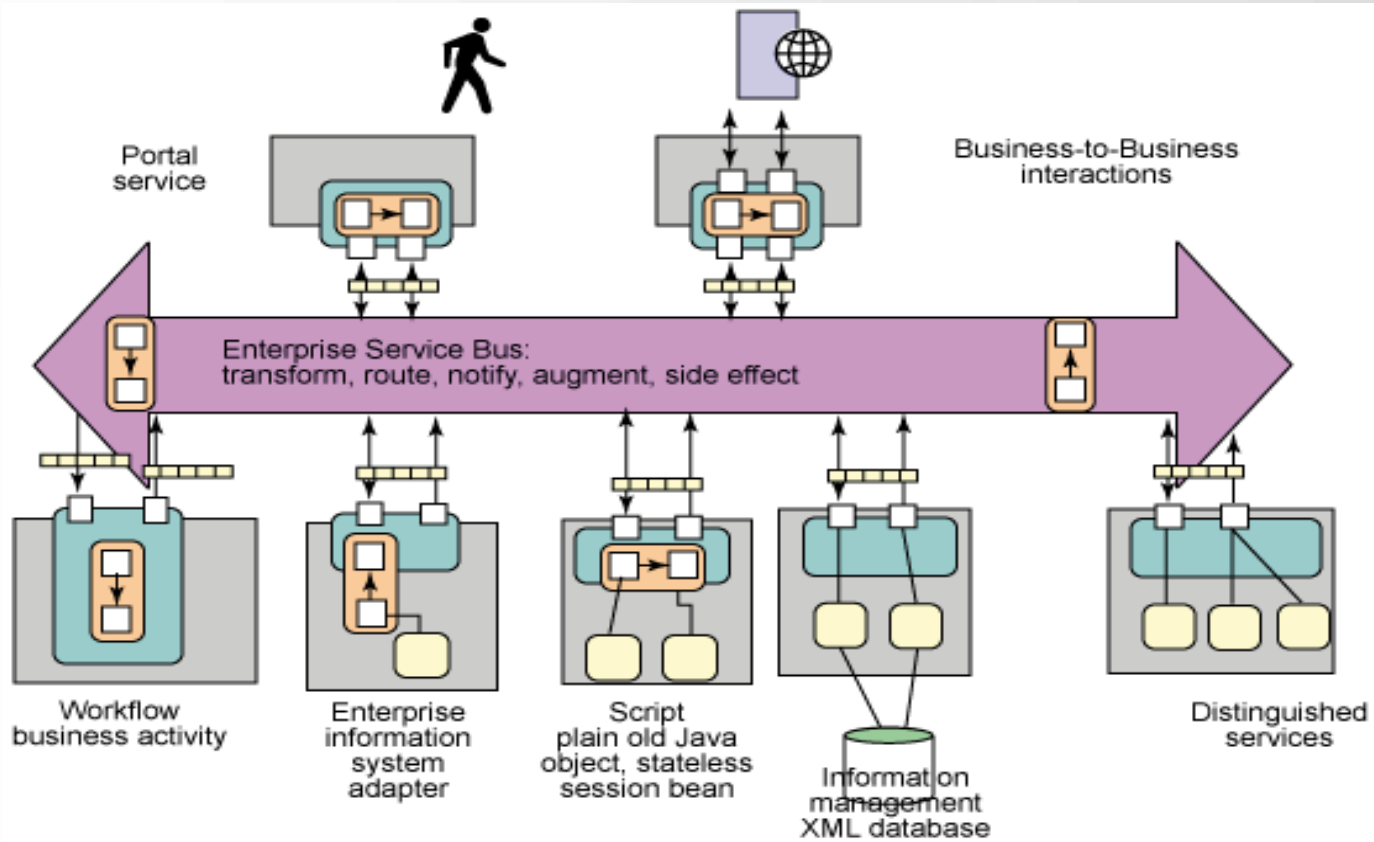 Portal
service
Business-to-Business
interactions
Enterprise Service Bus:
transform, route, notify, augment, side effect
Workflow
business activity
Enterprise
information
system
adapter
Script
plain old Java
object, stateless
session bean
Information
management
XML database
Distinguished
services